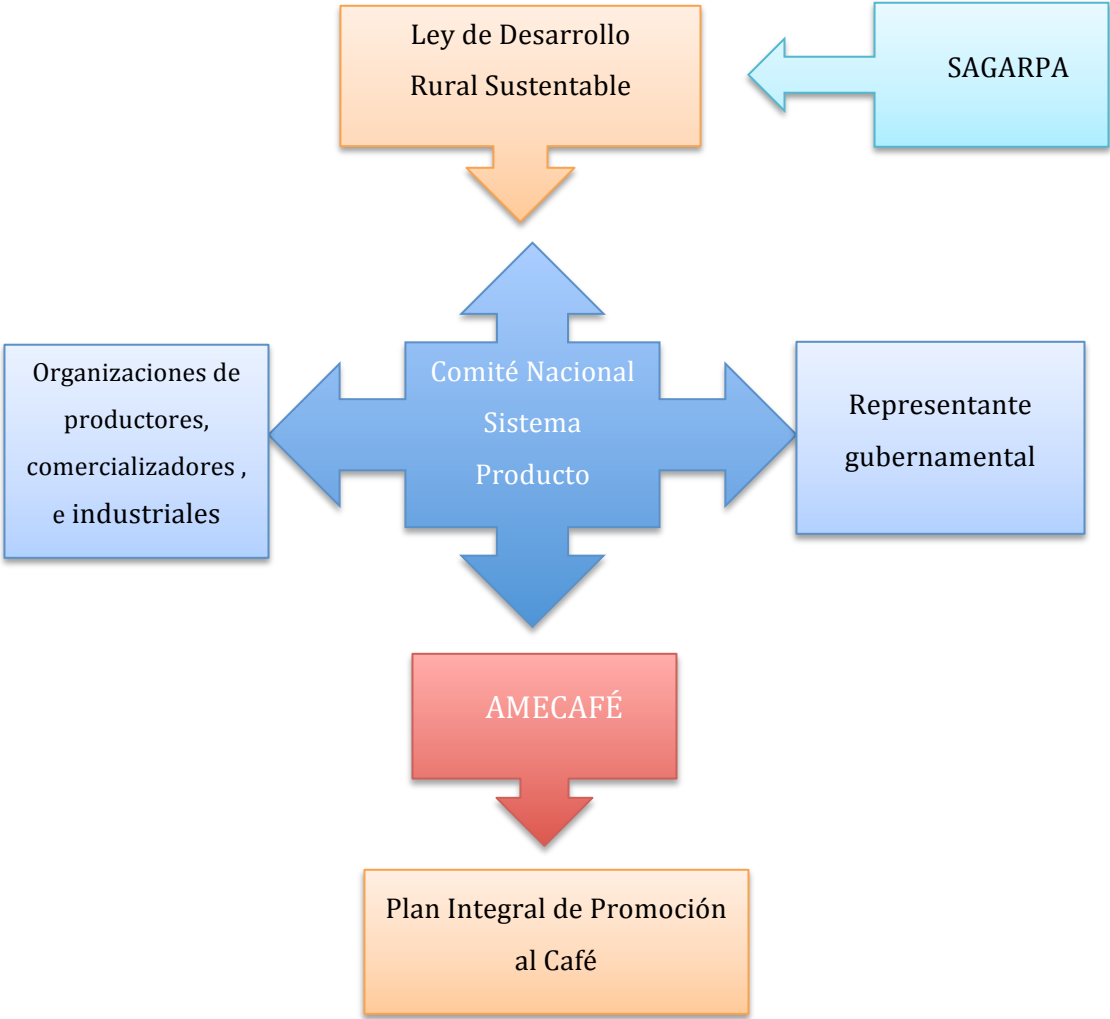 Ley de Desarrollo
Rural Sustentable
SAGARPA
Organizaciones de
productores,
comercializadores ,
e industriales
Comité Nacional
Sistema
Producto
Representante
gubernamental
AMECAFÉ
Plan Integral de Promoción
al Café